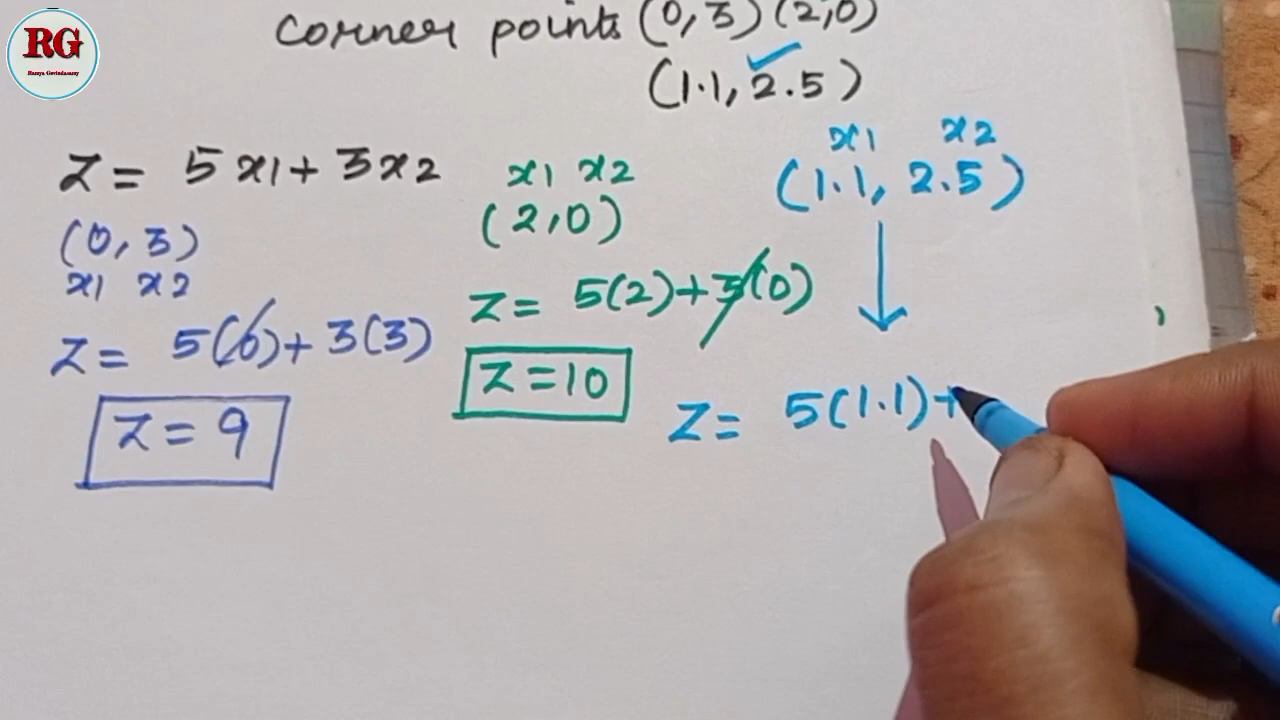 RG
Ramya Govindasamy
corner points (0,3) (2,0)
(1.1, 2.5)
Z = 5x1 + 3x2
(0,3)
x1 x2
Z = 5(0) + 3(3)
Z = 9
x1 x2
(2,0)
Z = 5(2) + 3(0)
Z = 10
x1 x2
(1.1, 2.5)
Z = 5(1.1) +